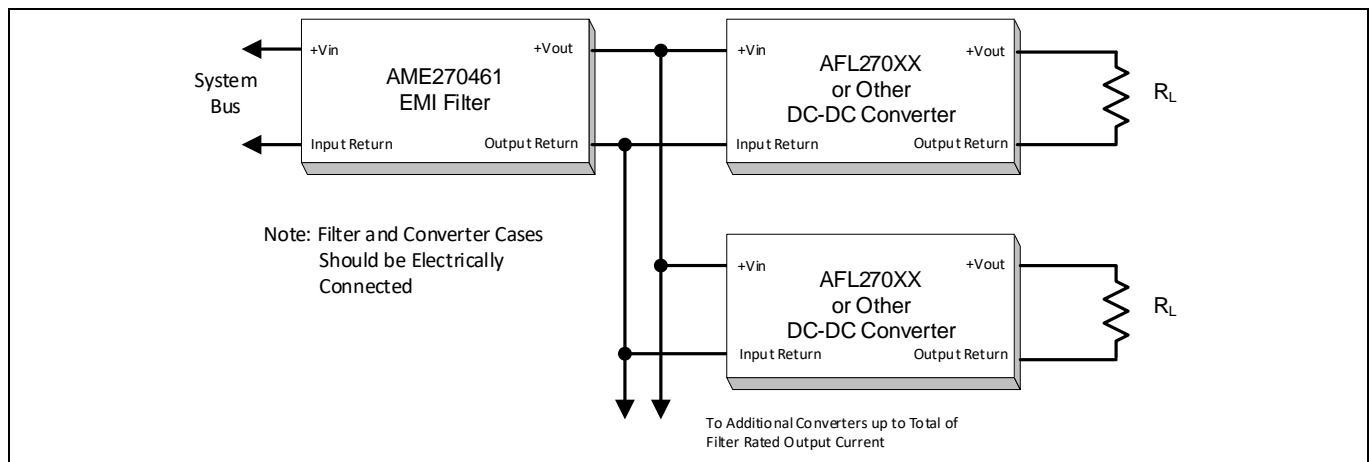 +Vin
+Vout
AME270461
EMI Filter
Input Return
Output Return
System
Bus
+Vin
+Vout
AFL270XX
or Other
DC-DC Converter
Input Return
Output Return
RL
Note: Filter and Converter Cases
Should be Electrically
Connected
+Vin
+Vout
AFL270XX
or Other
DC-DC Converter
Input Return
Output Return
RL
To Additional Converters up to Total of
Filter Rated Output Current